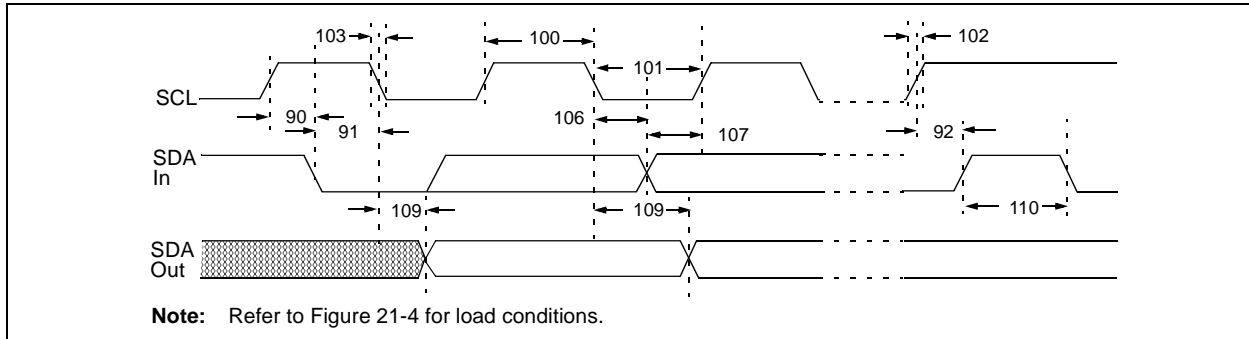 103
100
102
101
SCL
90
91
106
107
92
SDA
In
109
109
110
SDA
Out
Note: Refer to Figure 21-4 for load conditions.